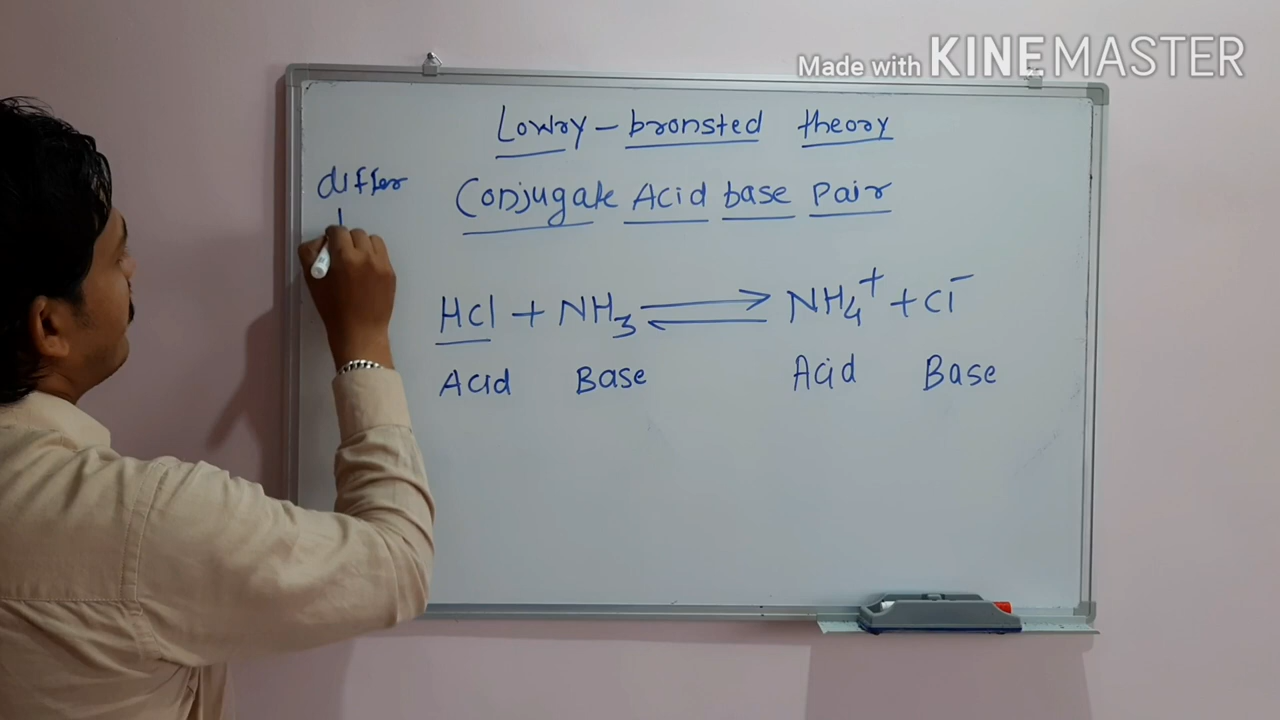 Made with KINEMASTER
Lowry - bronsted theory
differ
Conjugate Acid base Pair
HCl + NH₃ ⇌ NH₄⁺ + Cl⁻
Acid Base Acid Base